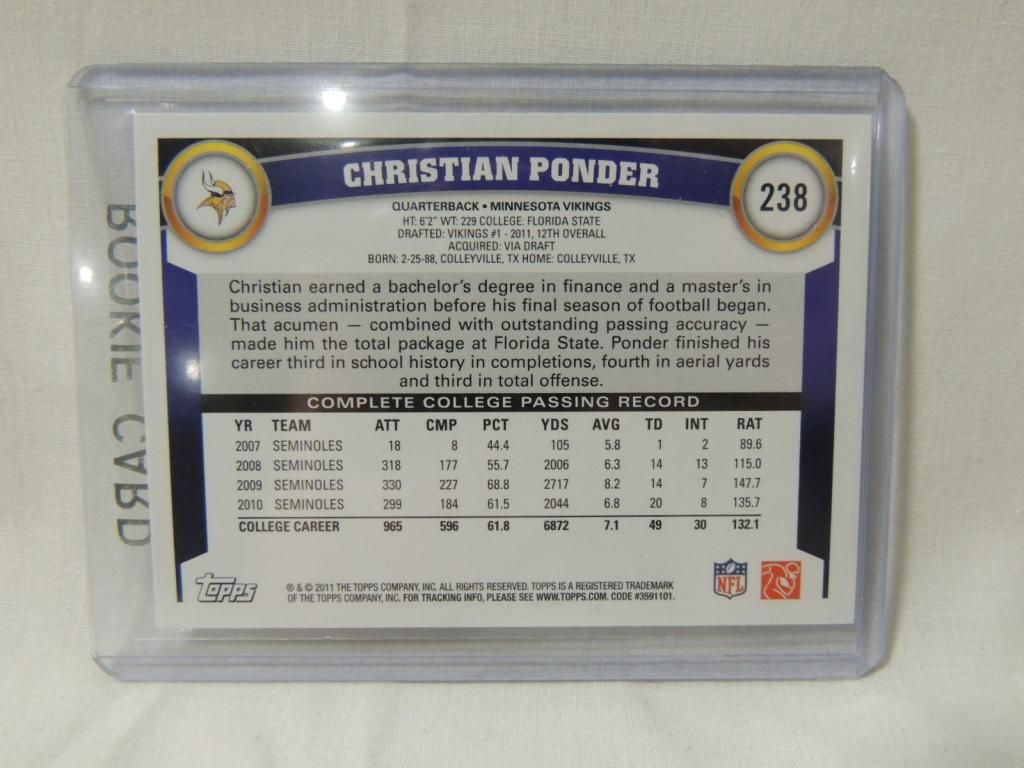 CHRISTIAN PONDER
238
QUARTERBACK • MINNESOTA VIKINGS
HT: 6'2" WT: 229 COLLEGE: FLORIDA STATE
DRAFTED: VIKINGS #1 - 2011, 12TH OVERALL
ACQUIRED: VIA DRAFT
BORN: 2-25-88, COLLEYVILLE, TX HOME: COLLEYVILLE, TX
Christian earned a bachelor's degree in finance and a master's in
business administration before his final season of football began.
That acumen — combined with outstanding passing accuracy —
made him the total package at Florida State. Ponder finished his
career third in school history in completions, fourth in aerial yards
and third in total offense.
COMPLETE COLLEGE PASSING RECORD
YR TEAM ATT CMP PCT YDS AVG TD INT RAT
2007 SEMINOLES 18 8 44.4 105 5.8 1 2 89.6
2008 SEMINOLES 318 177 55.7 2006 6.3 14 13 115.0
2009 SEMINOLES 330 227 68.8 2717 8.2 14 7 147.7
2010 SEMINOLES 299 184 61.5 2044 6.8 20 8 135.7
COLLEGE CAREER 965 596 61.8 6872 7.1 49 30 132.1
topps
® & © 2011 THE TOPPS COMPANY, INC. ALL RIGHTS RESERVED. TOPPS IS A REGISTERED TRADEMARK
OF THE TOPPS COMPANY, INC. FOR TRACKING INFO, PLEASE SEE WWW.TOPPS.COM. CODE #3591101.
NFL
ROOKIE CARD